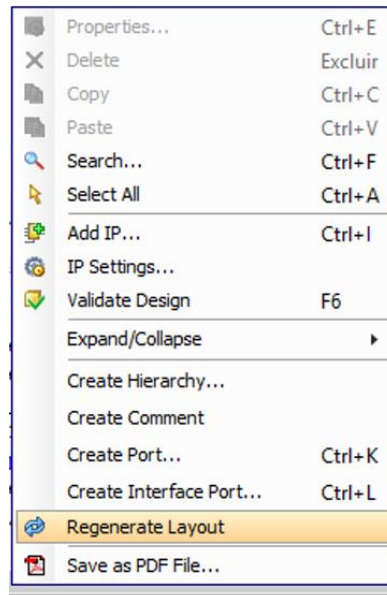 Properties... Ctrl+E
Delete Excluir
Copy Ctrl+C
Paste Ctrl+V
Search... Ctrl+F
Select All Ctrl+A
Add IP... Ctrl+I
IP Settings...
Validate Design F6
Expand/Collapse
Create Hierarchy...
Create Comment
Create Port... Ctrl+K
Create Interface Port... Ctrl+L
Regenerate Layout
Save as PDF File...